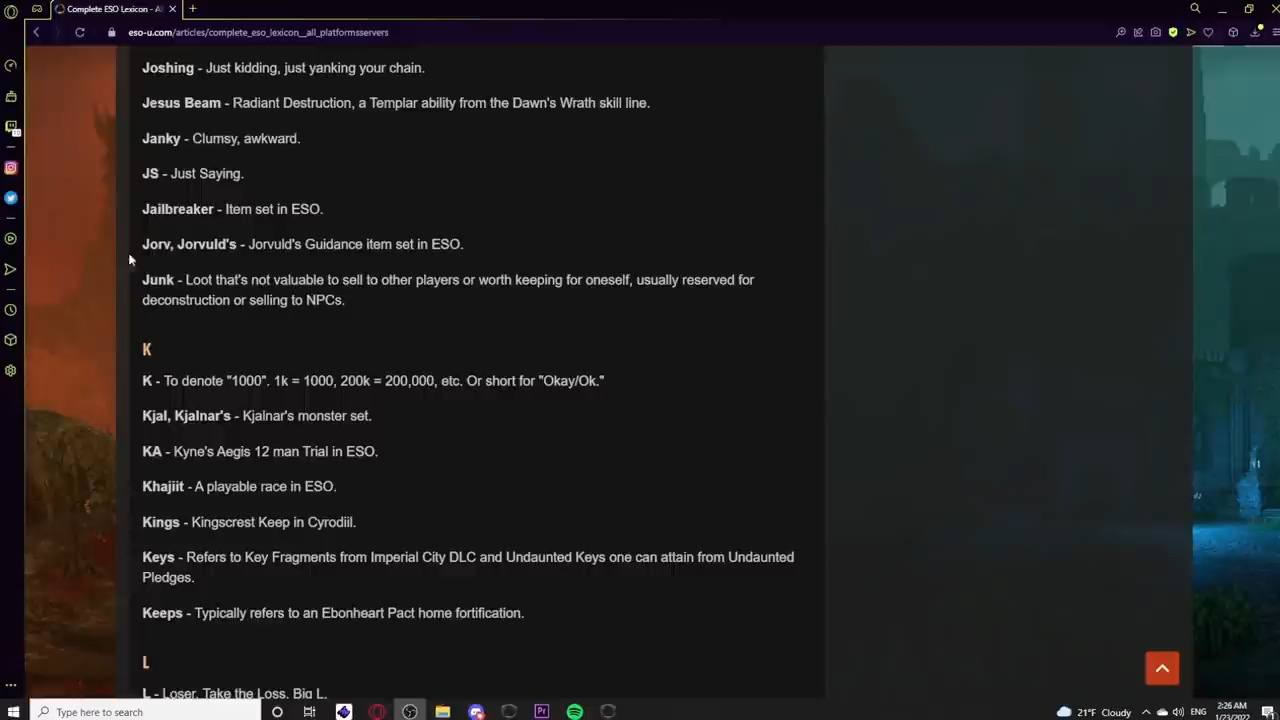 Complete ESO Lexicon - A
eso-u.com/articles/complete_eso_lexicon__all_platformsservers
Joshing - Just kidding, just yanking your chain.
Jesus Beam - Radiant Destruction, a Templar ability from the Dawn's Wrath skill line.
Janky - Clumsy, awkward.
JS - Just Saying.
Jailbreaker - Item set in ESO.
Jorv, Jorvuld's - Jorvuld's Guidance item set in ESO.
Junk - Loot that's not valuable to sell to other players or worth keeping for oneself, usually reserved for
deconstruction or selling to NPCs.
K
K - To denote "1000". 1k = 1000, 200k = 200,000, etc. Or short for "Okay/Ok."
Kjal, Kjalnar's - Kjalnar's monster set.
KA - Kyne's Aegis 12 man Trial in ESO.
Khajiit - A playable race in ESO.
Kings - Kingscrest Keep in Cyrodiil.
Keys - Refers to Key Fragments from Imperial City DLC and Undaunted Keys one can attain from Undaunted
Pledges.
Keeps - Typically refers to an Ebonheart Pact home fortification.
L
L - Loser. Take the Loss. Big L.
Type here to search
Pr
21°F Cloudy
ENG
2:26 AM
1/23/2022